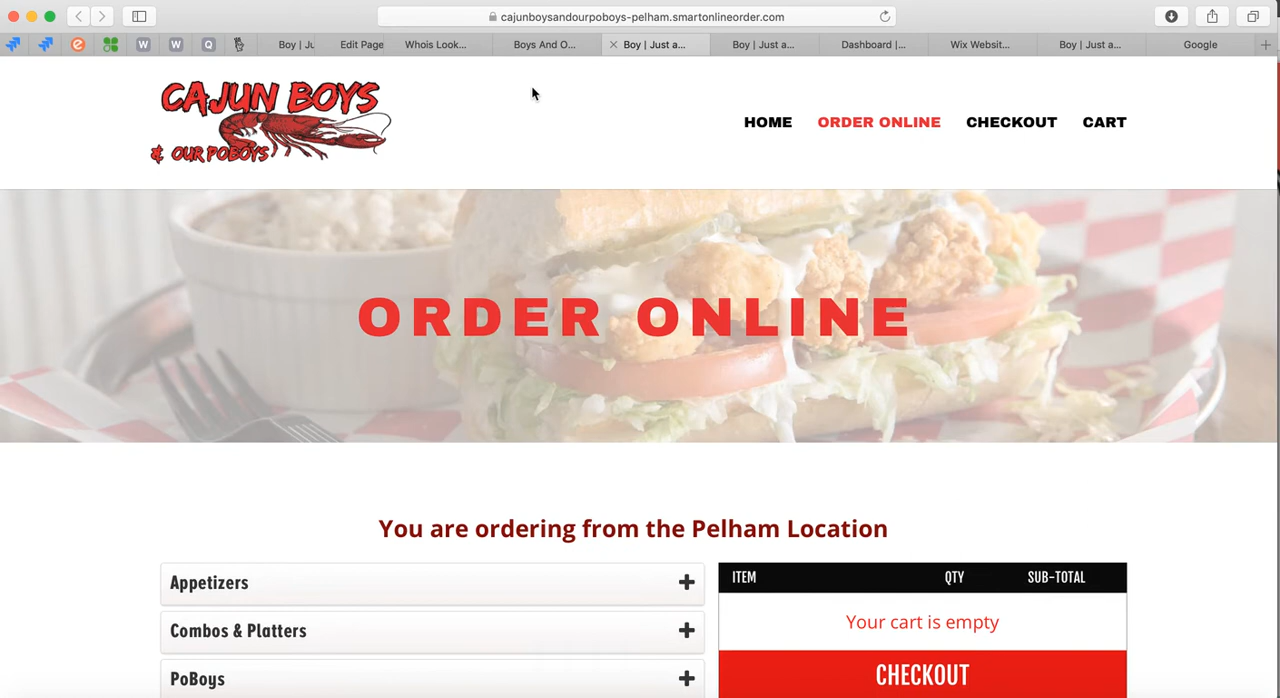 cajunboysandourpoboys-pelham.smartonlineorder.com
W W Q Boy | Ju Edit Page Whois Look... Boys And O... Boy | Just a... Boy | Just a... Dashboard |... Wix Websit... Boy | Just a... Google
CAJUN BOYS
& OUR POBOYS
HOME ORDER ONLINE CHECKOUT CART
ORDER ONLINE
You are ordering from the Pelham Location
Appetizers
Combos & Platters
PoBoys
ITEM QTY SUB-TOTAL
Your cart is empty
CHECKOUT